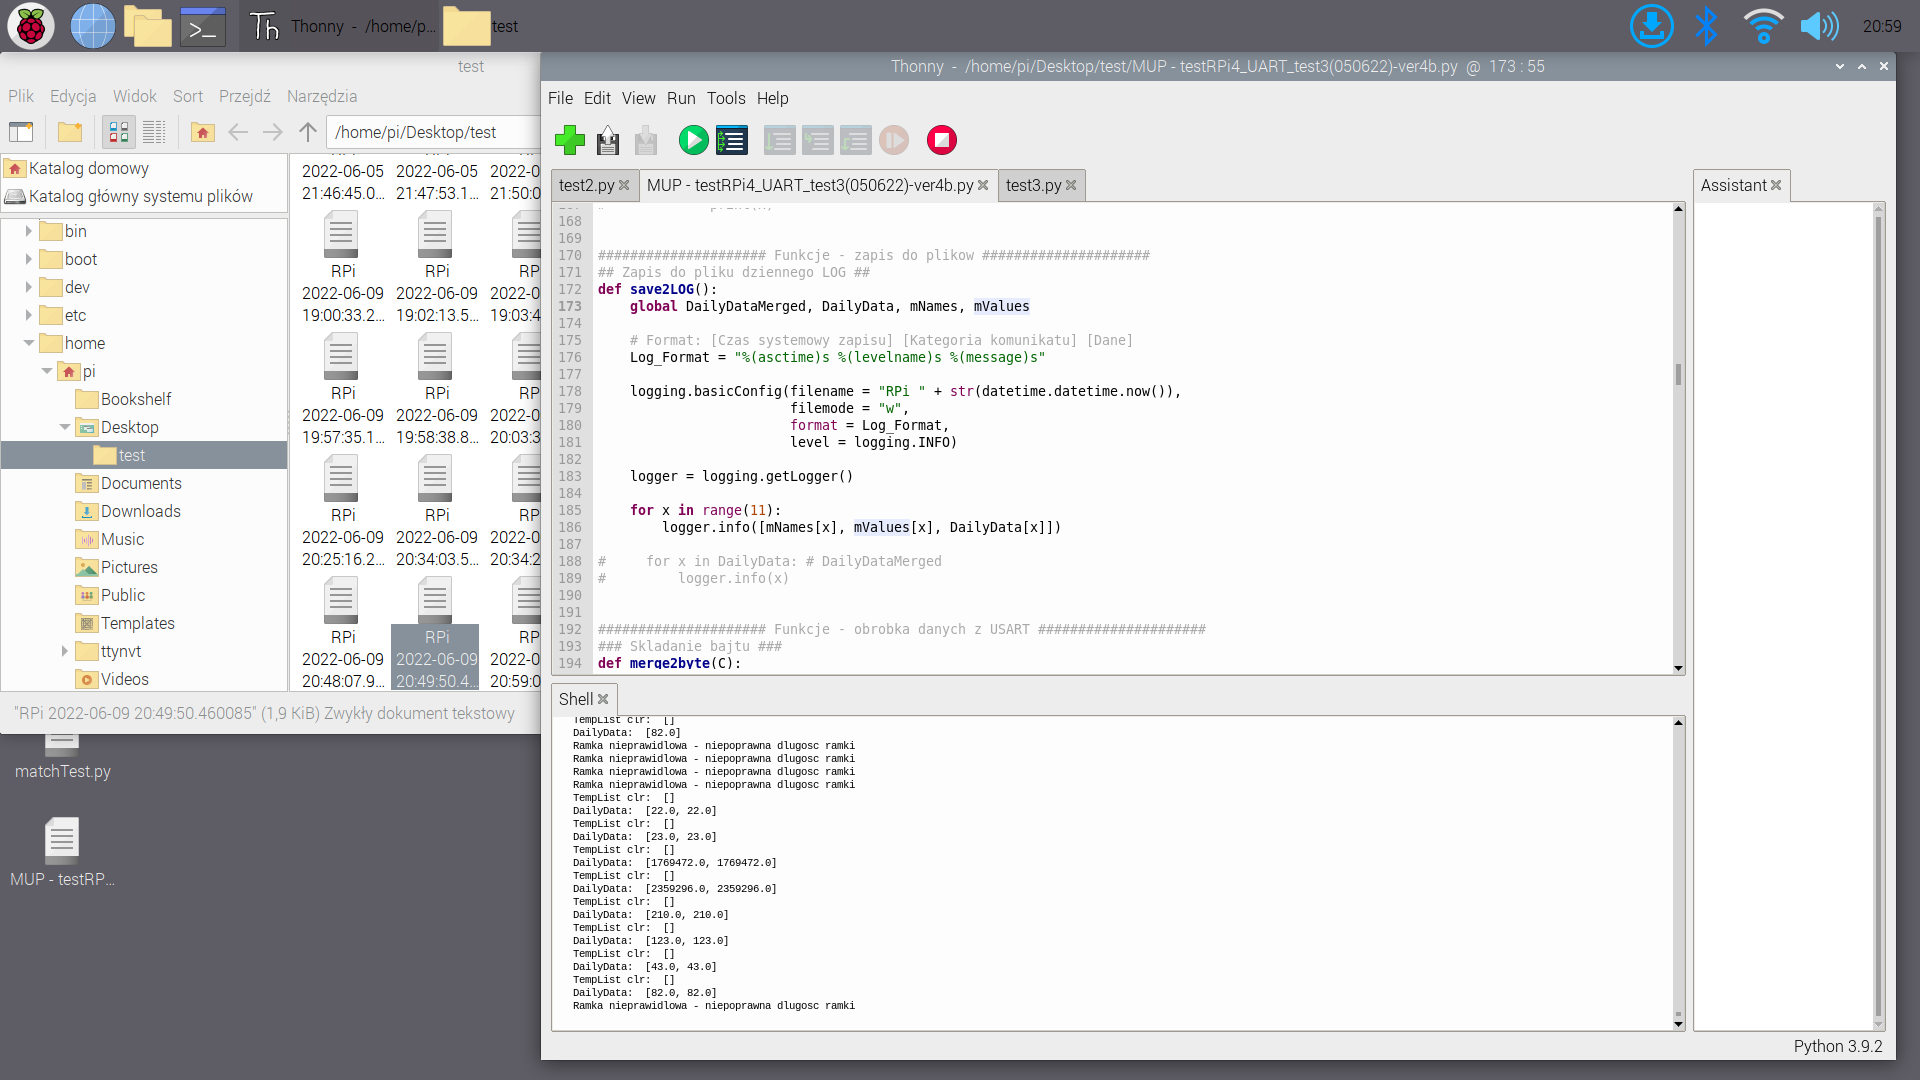 Thonny - /home/p...
test
20:59
test
Plik Edycja Widok Sort Przejdź Narzędzia
/home/pi/Desktop/test
Katalog domowy
Katalog główny systemu plików
bin
boot
dev
etc
home
pi
Bookshelf
Desktop
test
Documents
Downloads
Music
Pictures
Public
Templates
ttynvt
Videos
2022-06-05 2022-06-05 2022-0
21:46:45.0... 21:47:53.1... 21:50:0
RPi RPi RP
2022-06-09 2022-06-09 2022-0
19:00:33.2... 19:02:13.5... 19:03:4
RPi RPi RP
2022-06-09 2022-06-09 2022-0
19:57:35.1... 19:58:38.8... 20:03:3
RPi RPi RP
2022-06-09 2022-06-09 2022-0
20:25:16.2... 20:34:03.5... 20:34:2
RPi RPi RP
2022-06-09 2022-06-09 2022-0
20:48:07.9... 20:49:50.4... 20:59:0
"RPi 2022-06-09 20:49:50.460085" (1,9 KiB) Zwykły dokument tekstowy
matchTest.py
MUP - testRP...
Thonny - /home/pi/Desktop/test/MUP - testRPi4_UART_test3(050622)-ver4b.py @ 173 : 55
File Edit View Run Tools Help
test2.py MUP - testRPi4_UART_test3(050622)-ver4b.py test3.py
168
169
170 ##################### Funkcje - zapis do plikow #####################
171 ## Zapis do pliku dziennego LOG ##
172 def save2LOG():
173     global DailyDataMerged, DailyData, mNames, mValues
174
175     # Format: [Czas systemowy zapisu] [Kategoria komunikatu] [Dane]
176     Log_Format = "%(asctime)s %(levelname)s %(message)s"
177
178     logging.basicConfig(filename = "RPi " + str(datetime.datetime.now()),
179                         filemode = "w",
180                         format = Log_Format,
181                         level = logging.INFO)
182
183     logger = logging.getLogger()
184
185     for x in range(11):
186         logger.info([mNames[x], mValues[x], DailyData[x]])
187
188 #     for x in DailyData: # DailyDataMerged
189 #         logger.info(x)
190
191
192 ##################### Funkcje - obrobka danych z USART #####################
193 ### Skladanie bajtu ###
194 def merge2byte(C):
Shell
TempList clr:  []
DailyData:  [82.0]
Ramka nieprawidlowa - niepoprawna dlugosc ramki
Ramka nieprawidlowa - niepoprawna dlugosc ramki
Ramka nieprawidlowa - niepoprawna dlugosc ramki
Ramka nieprawidlowa - niepoprawna dlugosc ramki
TempList clr:  []
DailyData:  [22.0, 22.0]
TempList clr:  []
DailyData:  [23.0, 23.0]
TempList clr:  []
DailyData:  [1769472.0, 1769472.0]
TempList clr:  []
DailyData:  [2359296.0, 2359296.0]
TempList clr:  []
DailyData:  [210.0, 210.0]
TempList clr:  []
DailyData:  [123.0, 123.0]
TempList clr:  []
DailyData:  [43.0, 43.0]
TempList clr:  []
DailyData:  [82.0, 82.0]
Ramka nieprawidlowa - niepoprawna dlugosc ramki
Assistant
Python 3.9.2